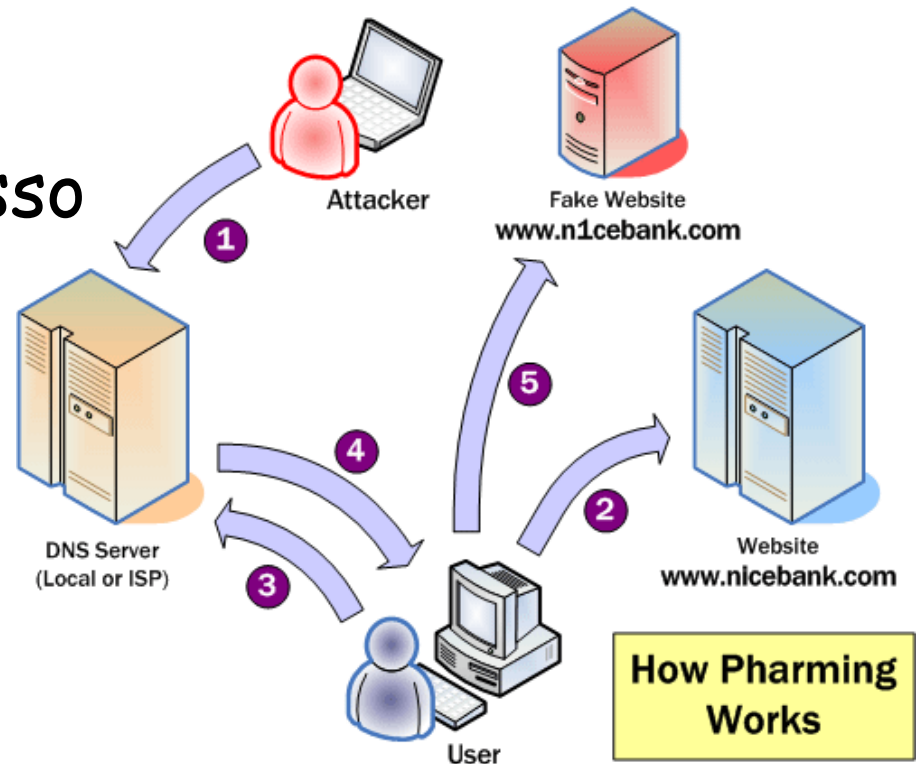 sso
Attacker
Fake Website
www.n1cebank.com
1
5
4
2
3
DNS Server
(Local or ISP)
Website
www.nicebank.com
User
How Pharming
Works